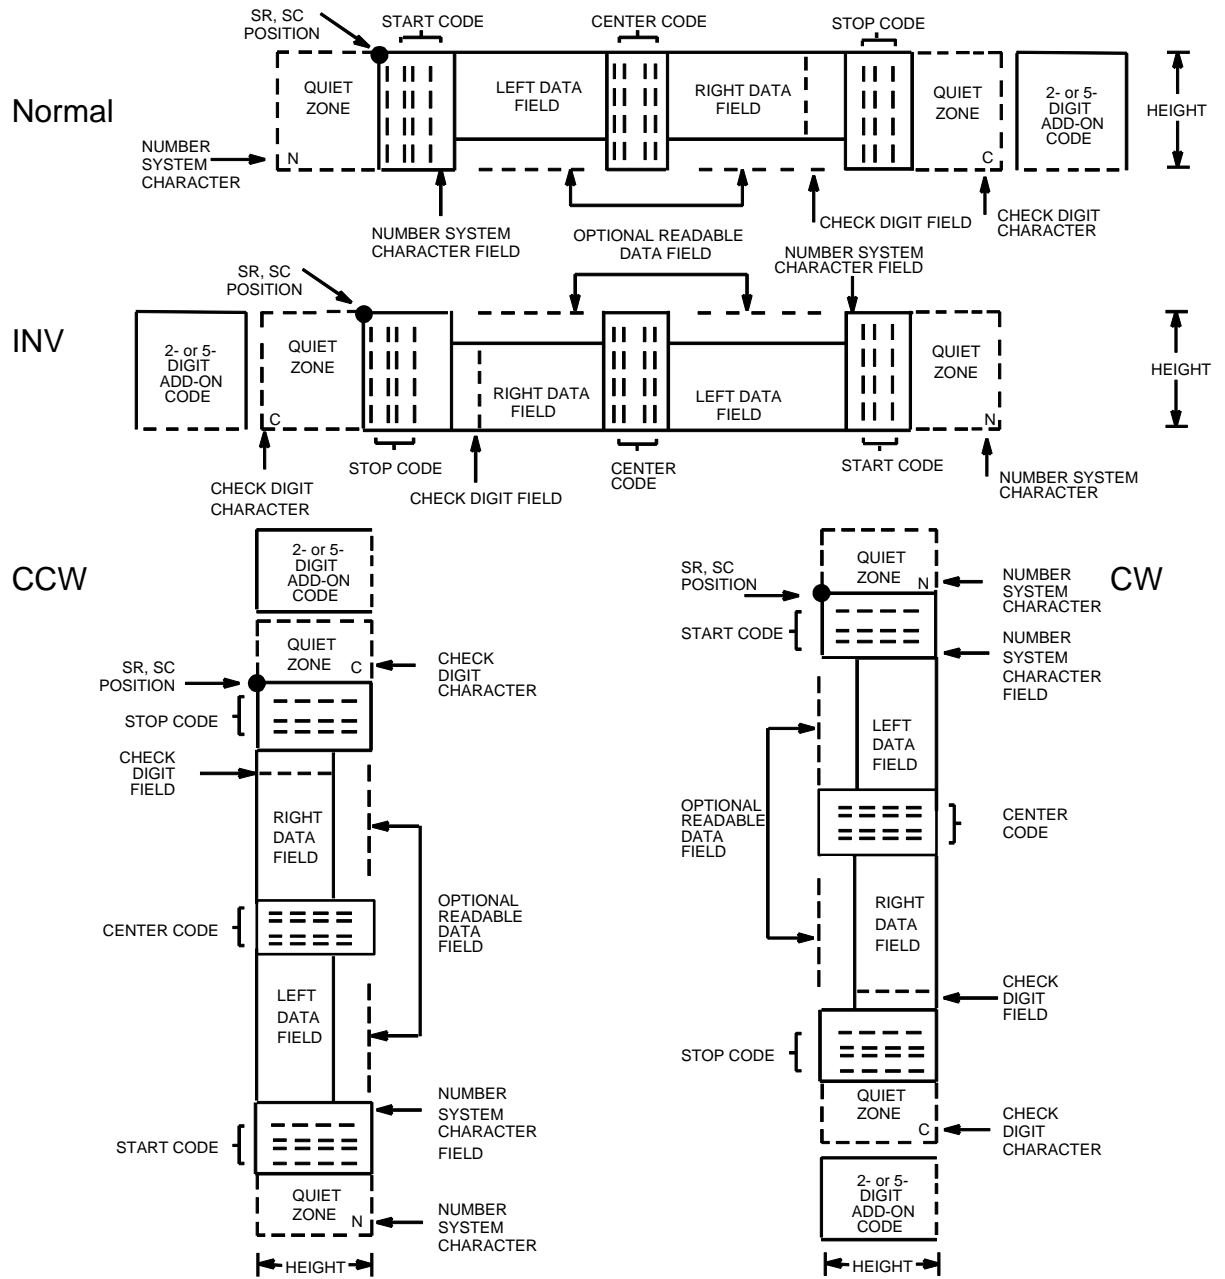 SR, SC
POSITION
START CODE
CENTER CODE
STOP CODE
Normal
QUIET
ZONE
LEFT DATA
FIELD
RIGHT DATA
FIELD
QUIET
ZONE
2- or 5-
DIGIT
ADD-ON
CODE
HEIGHT
NUMBER
SYSTEM
CHARACTER
N
C
NUMBER SYSTEM
CHARACTER FIELD
OPTIONAL READABLE
DATA FIELD
CHECK DIGIT FIELD
CHECK DIGIT
CHARACTER
SR, SC
POSITION
NUMBER SYSTEM
CHARACTER FIELD
INV
2- or 5-
DIGIT
ADD-ON
CODE
QUIET
ZONE
C
RIGHT DATA
FIELD
LEFT DATA
FIELD
QUIET
ZONE
N
HEIGHT
STOP CODE
CENTER
CODE
START CODE
CHECK DIGIT
CHARACTER
CHECK DIGIT FIELD
NUMBER SYSTEM
CHARACTER
CCW
2- or 5-
DIGIT
ADD-ON
CODE
QUIET
ZONE
C
CHECK
DIGIT
CHARACTER
SR, SC
POSITION
STOP CODE
CHECK
DIGIT
FIELD
RIGHT
DATA
FIELD
OPTIONAL
READABLE
DATA
FIELD
CENTER CODE
LEFT
DATA
FIELD
NUMBER
SYSTEM
CHARACTER
FIELD
START CODE
QUIET
ZONE
N
NUMBER
SYSTEM
CHARACTER
HEIGHT
CW
QUIET
ZONE
N
NUMBER
SYSTEM
CHARACTER
SR, SC
POSITION
START CODE
NUMBER
SYSTEM
CHARACTER
FIELD
LEFT
DATA
FIELD
OPTIONAL
READABLE
DATA
FIELD
CENTER
CODE
RIGHT
DATA
FIELD
CHECK
DIGIT
FIELD
STOP CODE
QUIET
ZONE
C
CHECK
DIGIT
CHARACTER
2- or 5-
DIGIT
ADD-ON
CODE
HEIGHT